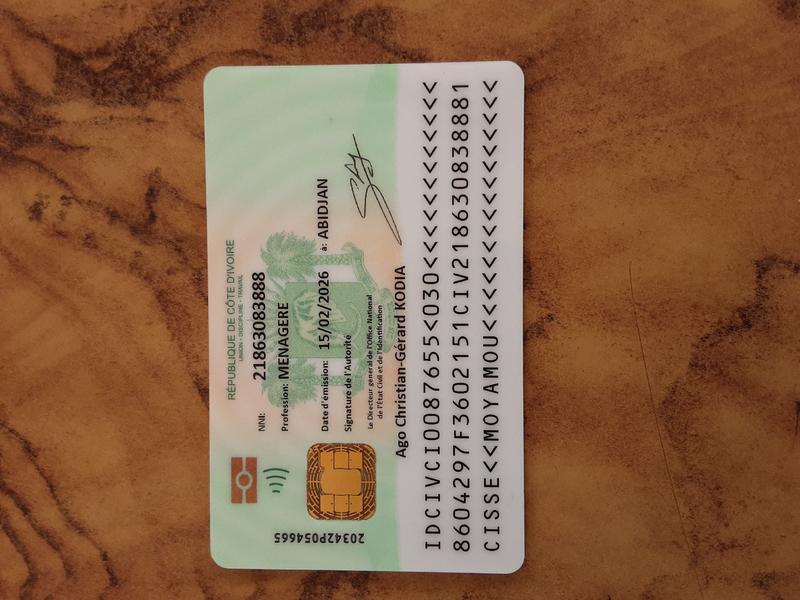 RÉPUBLIQUE DE CÔTE D'IVOIRE
UNION - DISCIPLINE - TRAVAIL
NNI: 21863083888
Profession: MENAGERE
Date d'émission: 15/02/2026 à: ABIDJAN
Signature de l'Autorité
Le Directeur general de l'Office National
de l'Etat Civil et de l'Identification
Ago Christian-Gérard KODIA
20342P054665
IDCIVCI0087655<030<<<<<<<<<<<<
8604297F3602151CIV218630838881
CISSE<<MOYAMOU<<<<<<<<<<<<<<<<